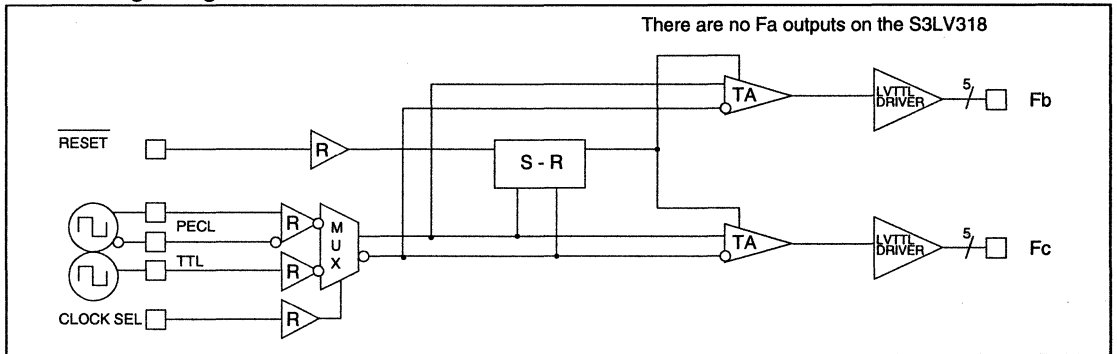 There are no Fa outputs on the S3LV318
TA
LVTTL
DRIVER
5
Fb
RESET
R
S - R
PECL
R
MUX
TA
LVTTL
DRIVER
5
Fc
TTL
R
CLOCK SEL
R